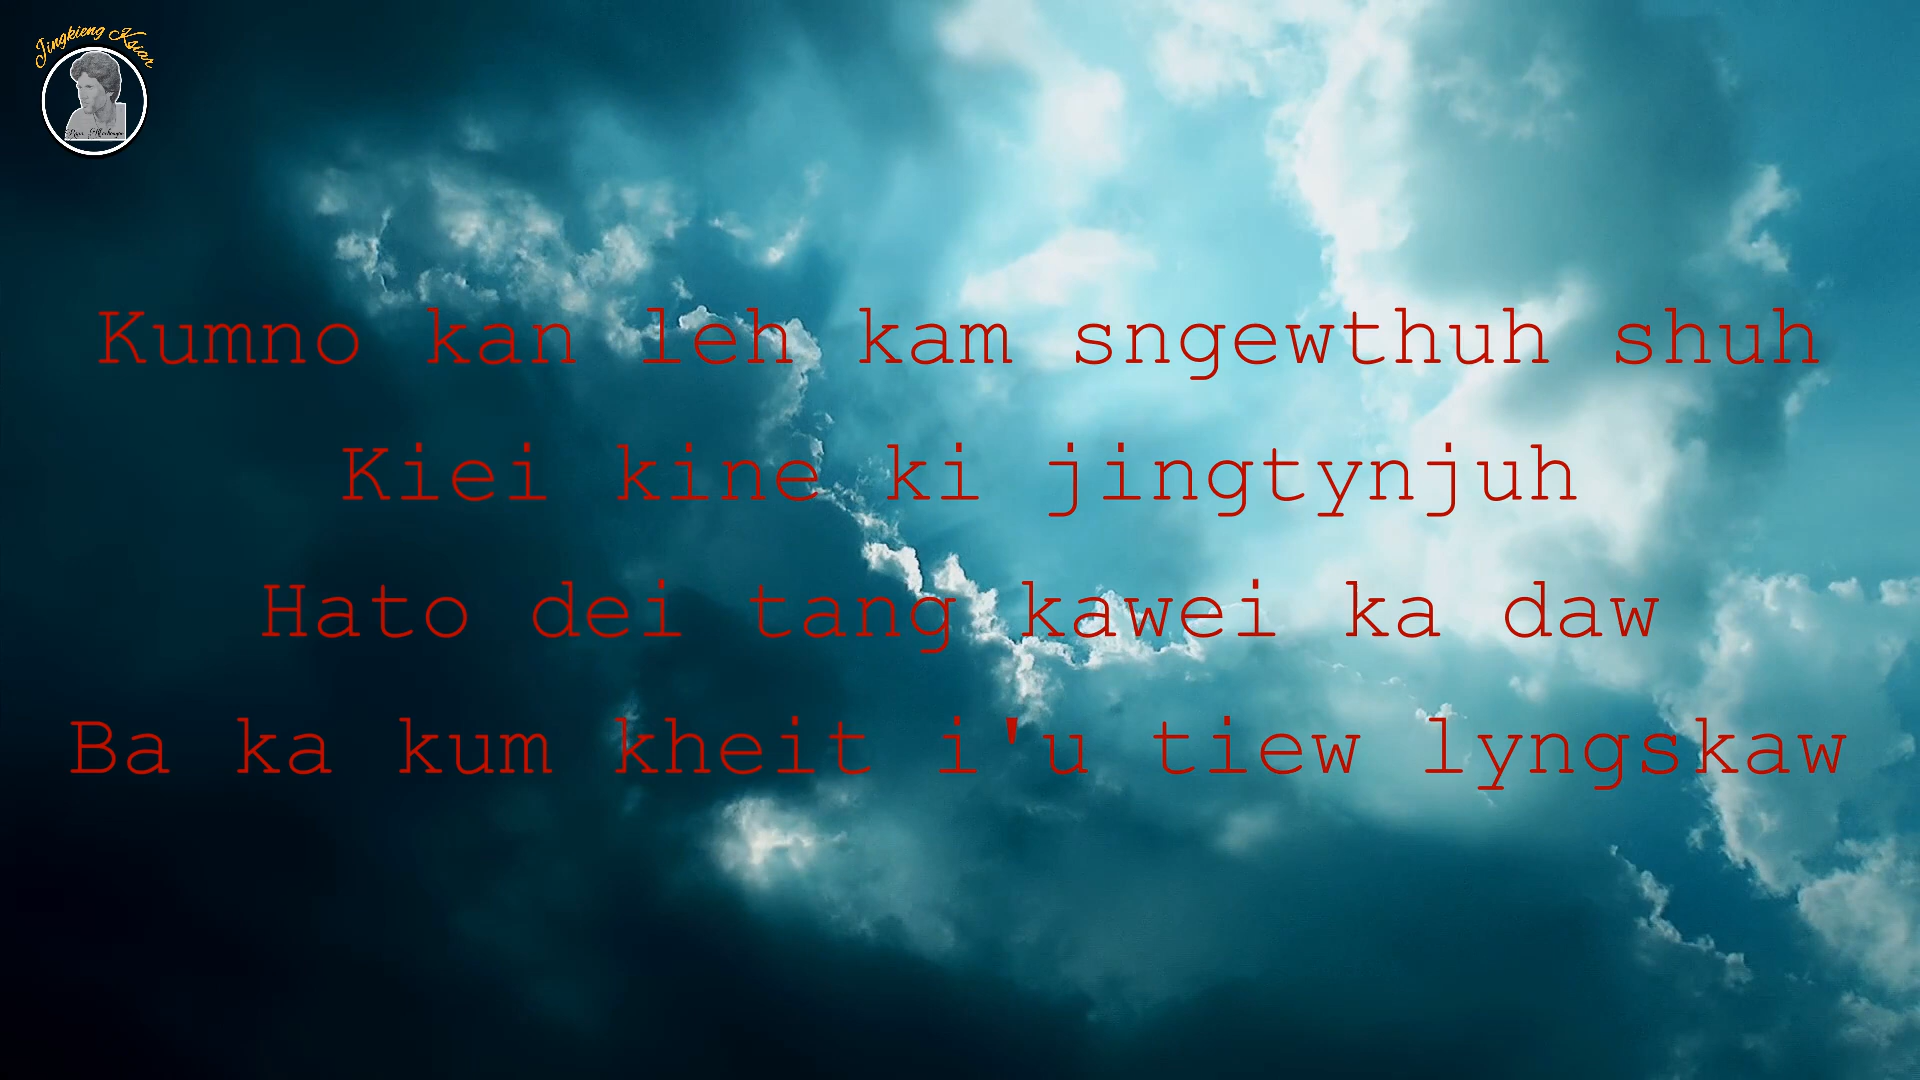 Jingkieng Ksiar
Kumno kan leh kam sngewthuh shuh
Kiei kine ki jingtynjuh
Hato dei tang kawei ka daw
Ba ka kum kheit i'u tiew lyngskaw